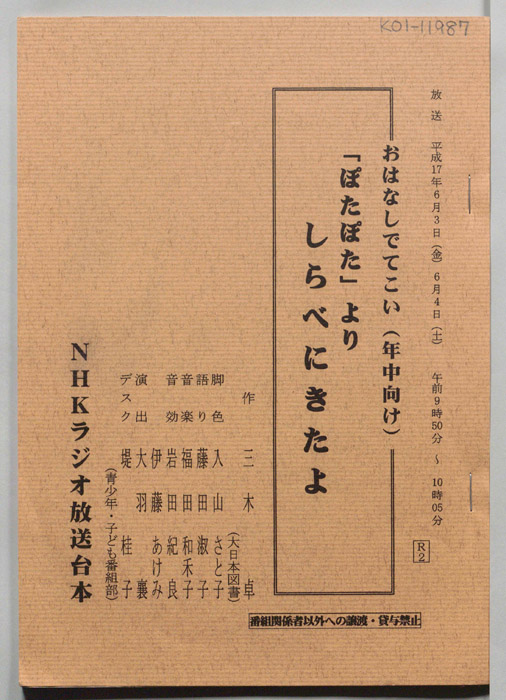 K01-11987
放送 平成17年6月3日(金)6月4日(土) 午前9時50分〜10時05分
R2
おはなしでてこい(年中向け)
「ぽたぽた」より
しらべにきたよ
作 三木 卓
(大日本図書)
脚色 入山 さと子
語り 藤田 淑子
音楽 福田 和禾子
音効 岩田 紀良
伊藤 あけみ
演出 大羽 襄
デスク 堤 桂子
(青少年・子ども番組部)
NHKラジオ放送台本
番組関係者以外への譲渡・貸与禁止